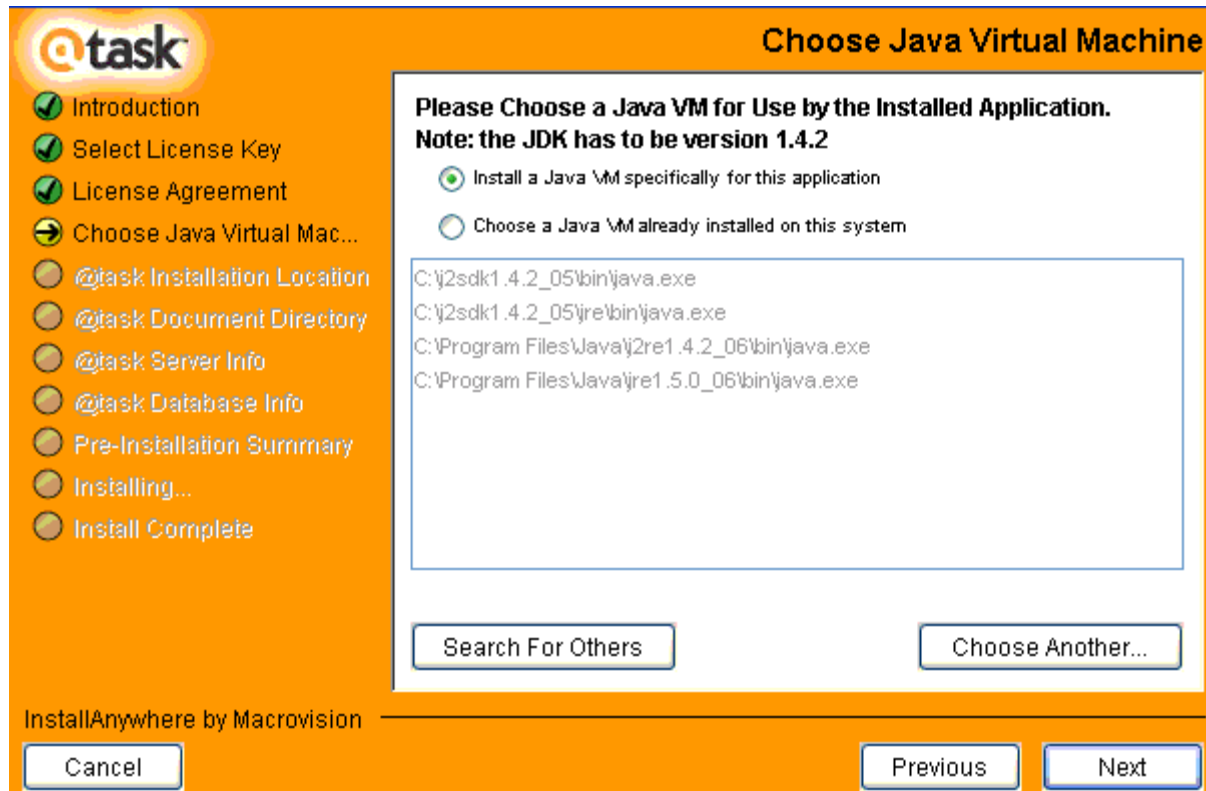 @task
Choose Java Virtual Machine
Introduction
Select License Key
License Agreement
Choose Java Virtual Mac...
@task Installation Location
@task Document Directory
@task Server Info
@task Database Info
Pre-Installation Summary
Installing...
Install Complete
Please Choose a Java VM for Use by the Installed Application.
Note: the JDK has to be version 1.4.2
Install a Java VM specifically for this application
Choose a Java VM already installed on this system
C:\j2sdk1.4.2_05\bin\java.exe
C:\j2sdk1.4.2_05\jre\bin\java.exe
C:\Program Files\Java\j2re1.4.2_06\bin\java.exe
C:\Program Files\Java\jre1.5.0_06\bin\java.exe
Search For Others
Choose Another...
InstallAnywhere by Macrovision
Cancel
Previous
Next